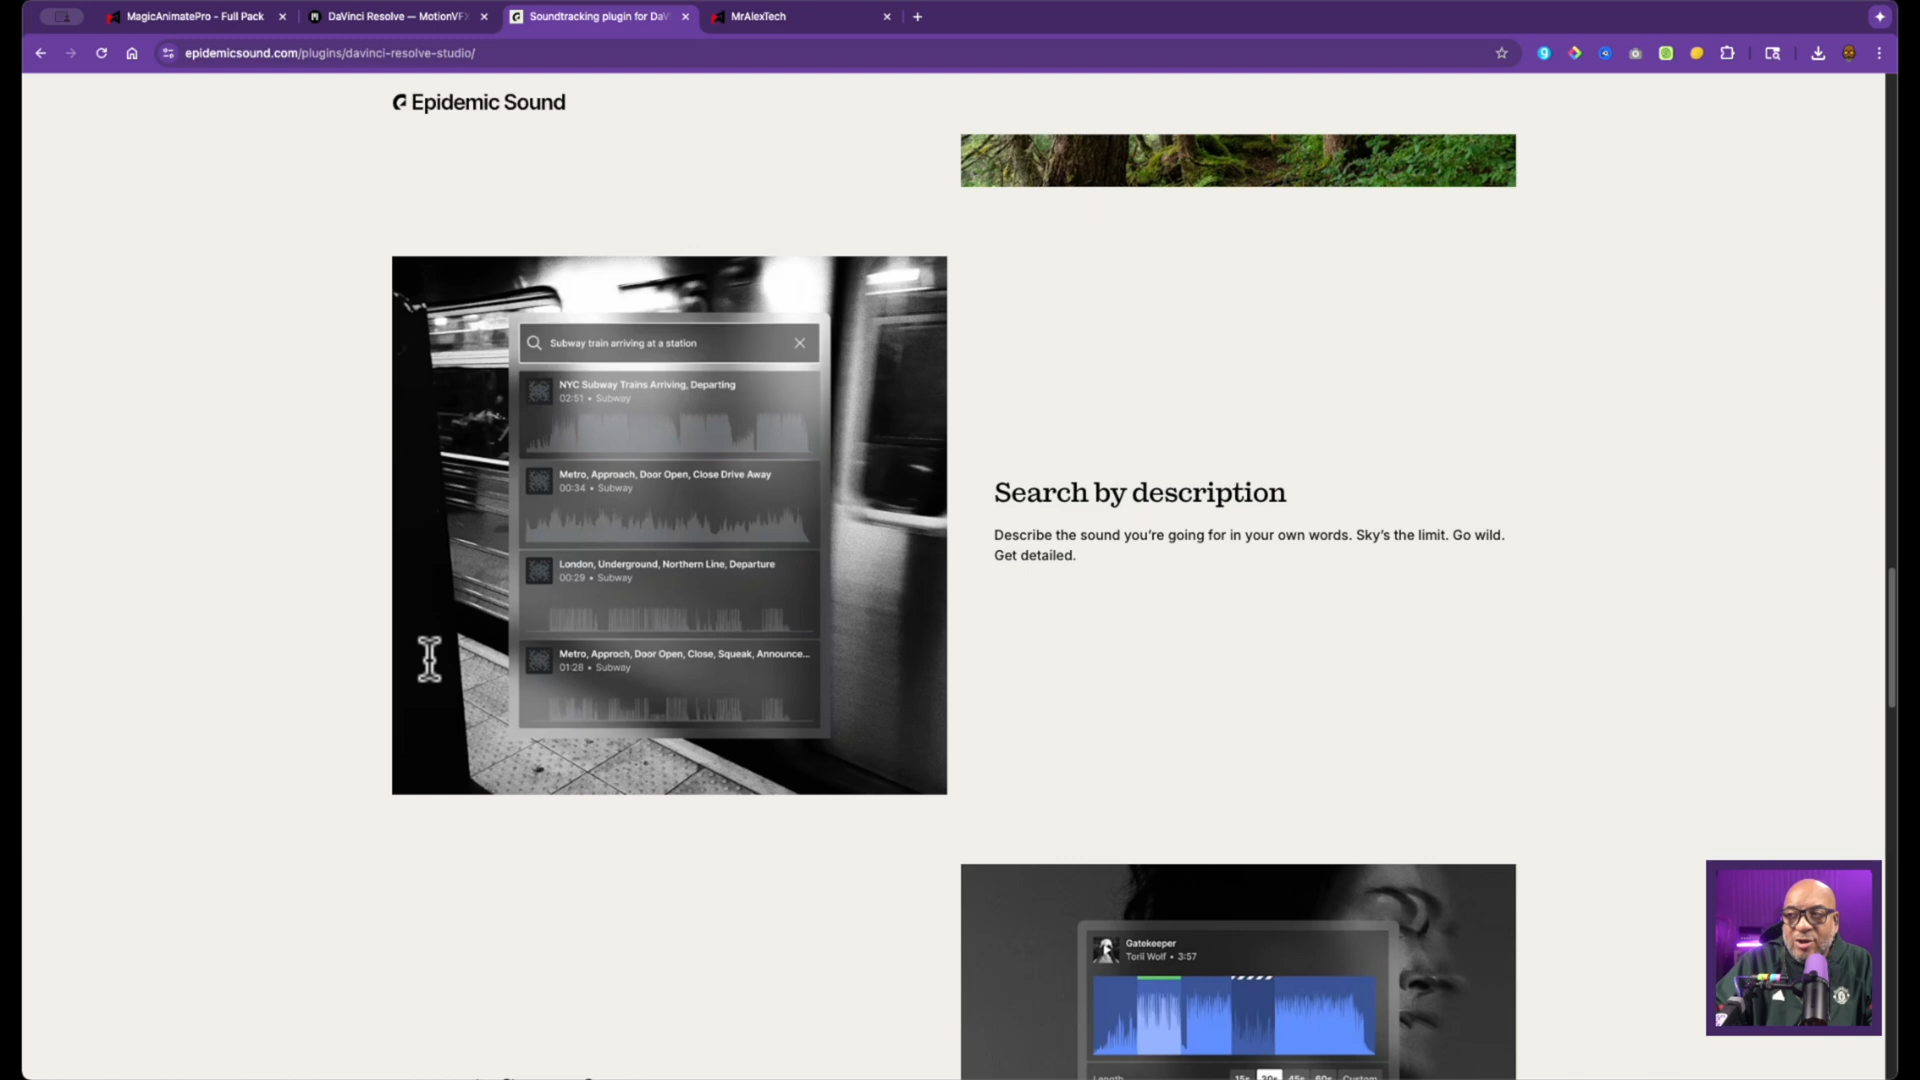 MagicAnimatePro - Full Pack
DaVinci Resolve — MotionVFX
Soundtracking plugin for DaV
MrAlexTech
epidemicsound.com/plugins/davinci-resolve-studio/
Epidemic Sound
Subway train arriving at a station
NYC Subway Trains Arriving, Departing
02:51 • Subway
Metro, Approach, Door Open, Close Drive Away
00:34 • Subway
London, Underground, Northern Line, Departure
00:29 • Subway
Metro, Approch, Door Open, Close, Squeak, Announce...
01:28 • Subway
Search by description
Describe the sound you’re going for in your own words. Sky’s the limit. Go wild.
Get detailed.
Gatekeeper
Torii Wolf • 3:57
Length 15s 30s 45s 60s Custom